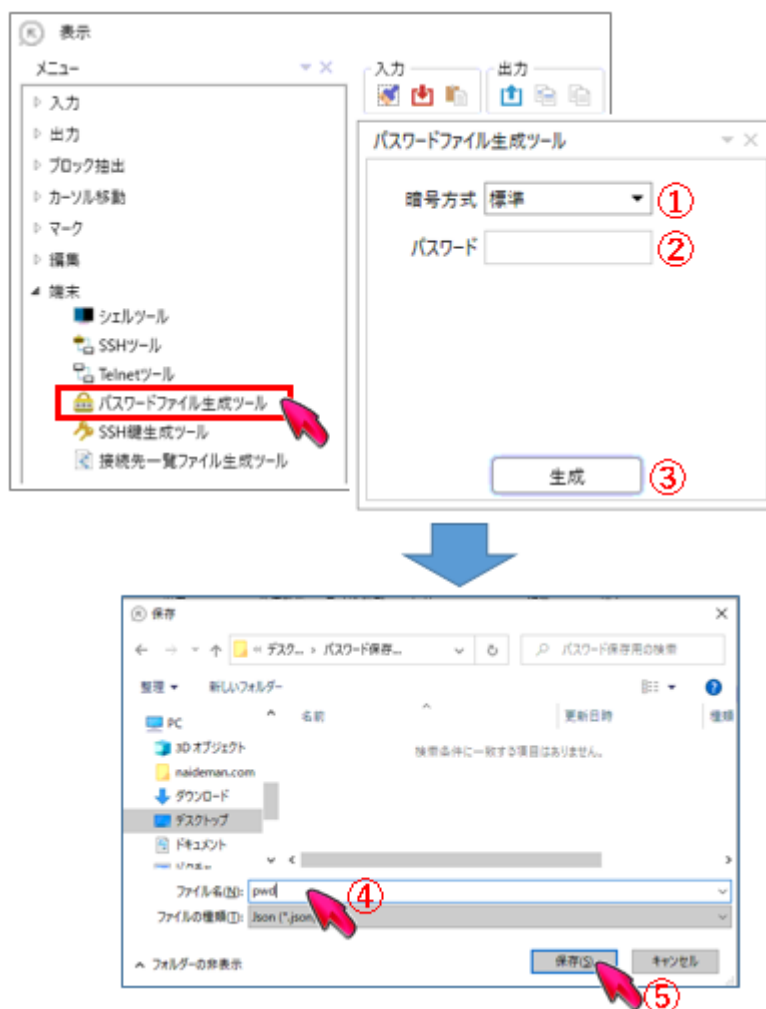 表示
メニュー
入力
出力
ブロック抽出
カーソル移動
マーク
編集
端末
シェルツール
SSHツール
Telnetツール
パスワードファイル生成ツール
SSH鍵生成ツール
接続先一覧ファイル生成ツール
入力 出力
パスワードファイル生成ツール
暗号方式 標準 ①
パスワード ②
生成 ③
保存
« デスク... › パスワード保存... パスワード保存用の検索
整理 新しいフォルダー
名前 更新日時 種類
検索条件に一致する項目はありません。
PC
3D オブジェクト
naideman.com
ダウンロード
デスクトップ
ドキュメント
ファイル名(N): pwd ④
ファイルの種類(T): Json (*.json
フォルダーの非表示 保存(S) キャンセル
⑤